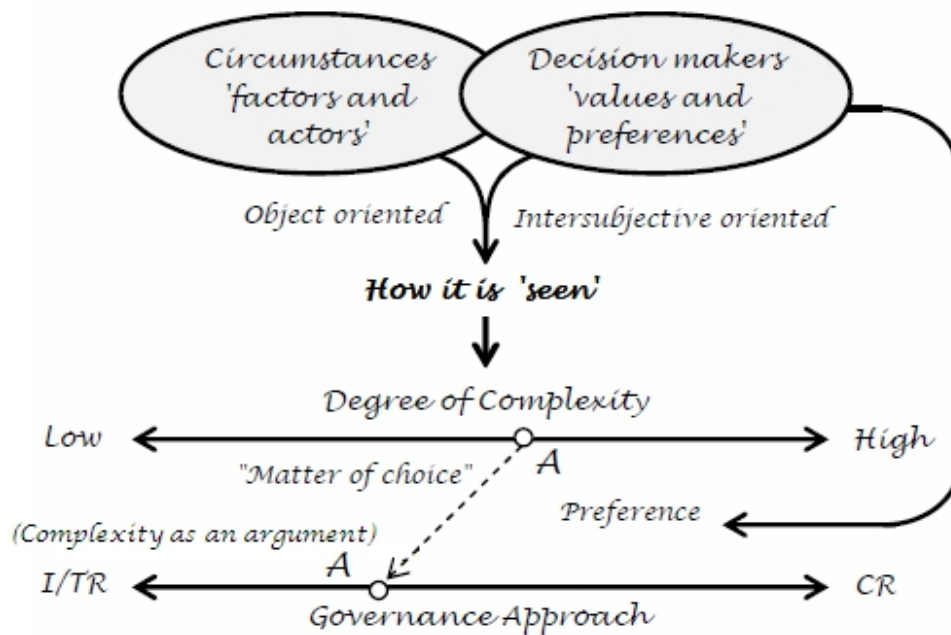 Circumstances
'factors and
actors'
Decision makers
'values and
preferences'
Object oriented
Intersubjective oriented
How it is 'seen'
Degree of Complexity
Low
High
A
"Matter of choice"
Preference
(Complexity as an argument)
A
I/TR
CR
Governance Approach